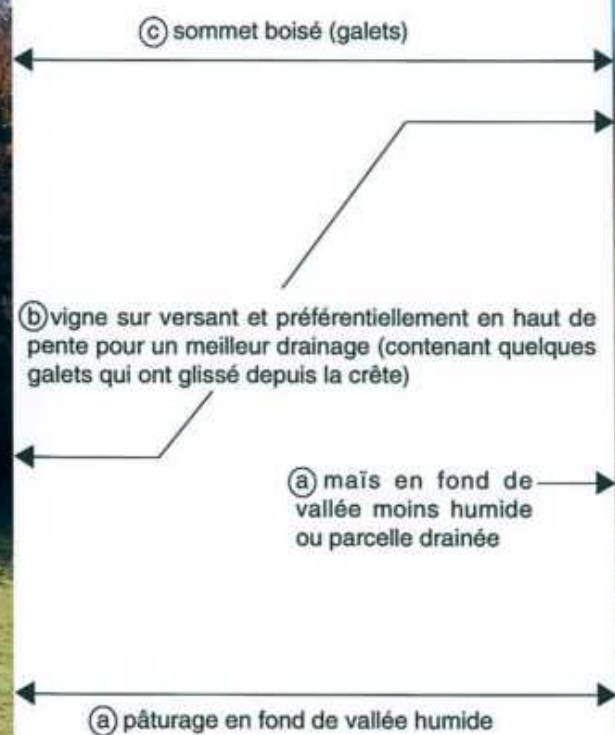 ⓒ sommet boisé (galets)
ⓑ vigne sur versant et préférentiellement en haut de
pente pour un meilleur drainage (contenant quelques
galets qui ont glissé depuis la crête)
ⓐ maïs en fond de
vallée moins humide
ou parcelle drainée
ⓐ pâturage en fond de vallée humide